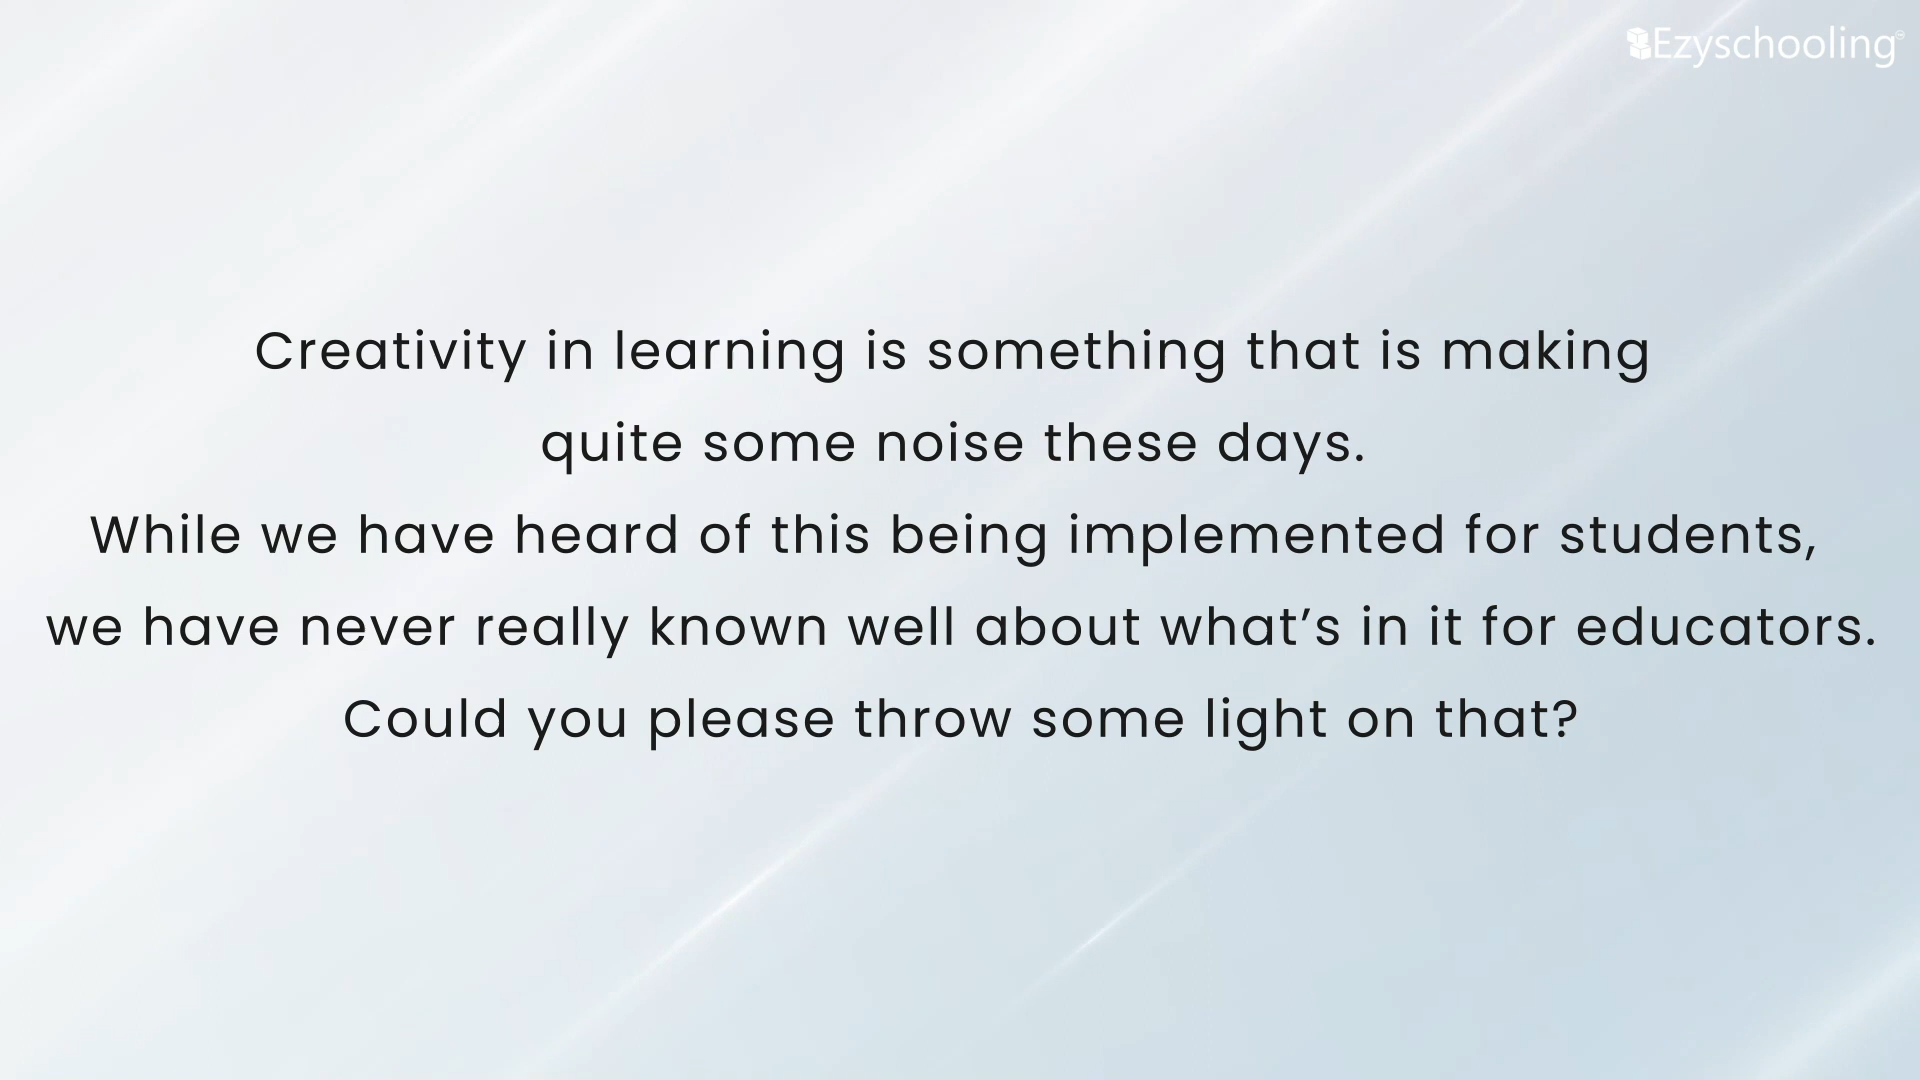 Ezyschooling
Creativity in learning is something that is making
quite some noise these days.
While we have heard of this being implemented for students,
we have never really known well about what’s in it for educators.
Could you please throw some light on that?